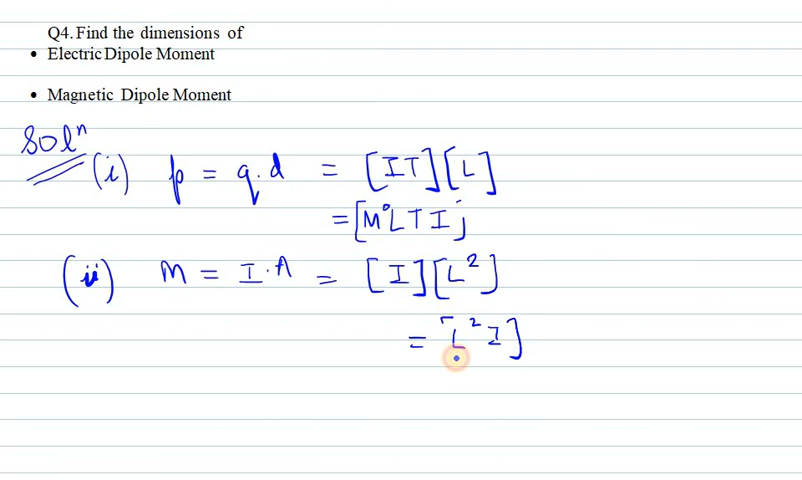 Q4. Find the dimensions of
• Electric Dipole Moment
• Magnetic Dipole Moment
Solⁿ
(i) p = q.d = [IT][L]
= [M⁰LTI]
(ii) M = I.A = [I][L²]
= [L²I]